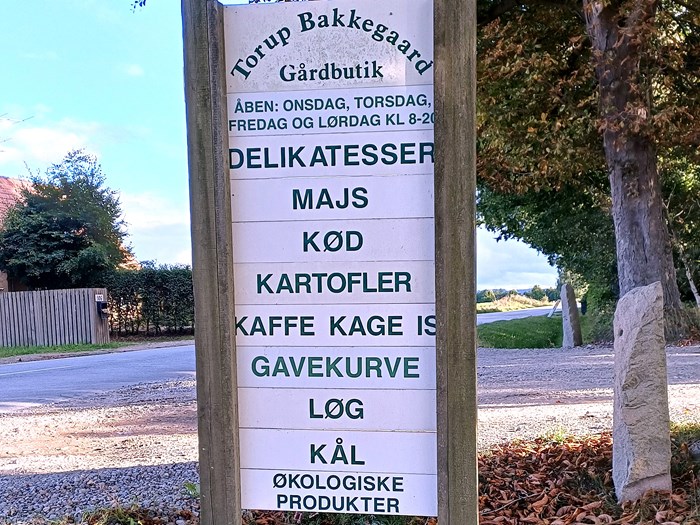 Torup Bakkegaard
Gårdbutik
ÅBEN: ONSDAG, TORSDAG,
FREDAG OG LØRDAG KL 8-20
DELIKATESSER
MAJS
KØD
KARTOFLER
KAFFE KAGE IS
GAVEKURVE
LØG
KÅL
ØKOLOGISKE
PRODUKTER